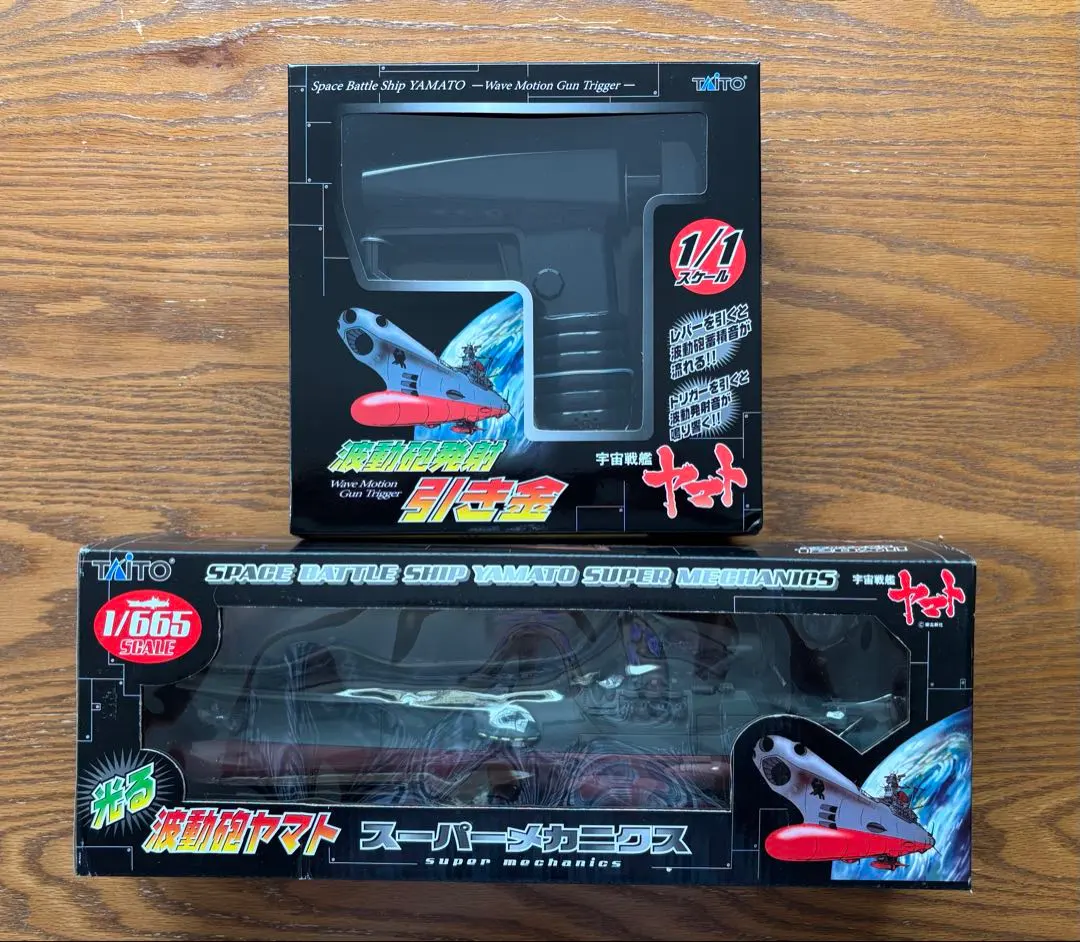 Space Battle Ship YAMATO —Wave Motion Gun Trigger—
TAITO
1/1
スケール
レバーを引くと
波動砲蓄積音が
流れる!!
トリガーを引くと
波動発射音が
鳴り響く!!
波動砲発射
Wave Motion
Gun Trigger
引き金
宇宙戦艦
ヤマト
TAITO
SPACE BATTLE SHIP YAMATO SUPER MECHANICS
宇宙戦艦
ヤマト
1/665
SCALE
光る
波動砲ヤマト
スーパーメカニクス
super mechanics